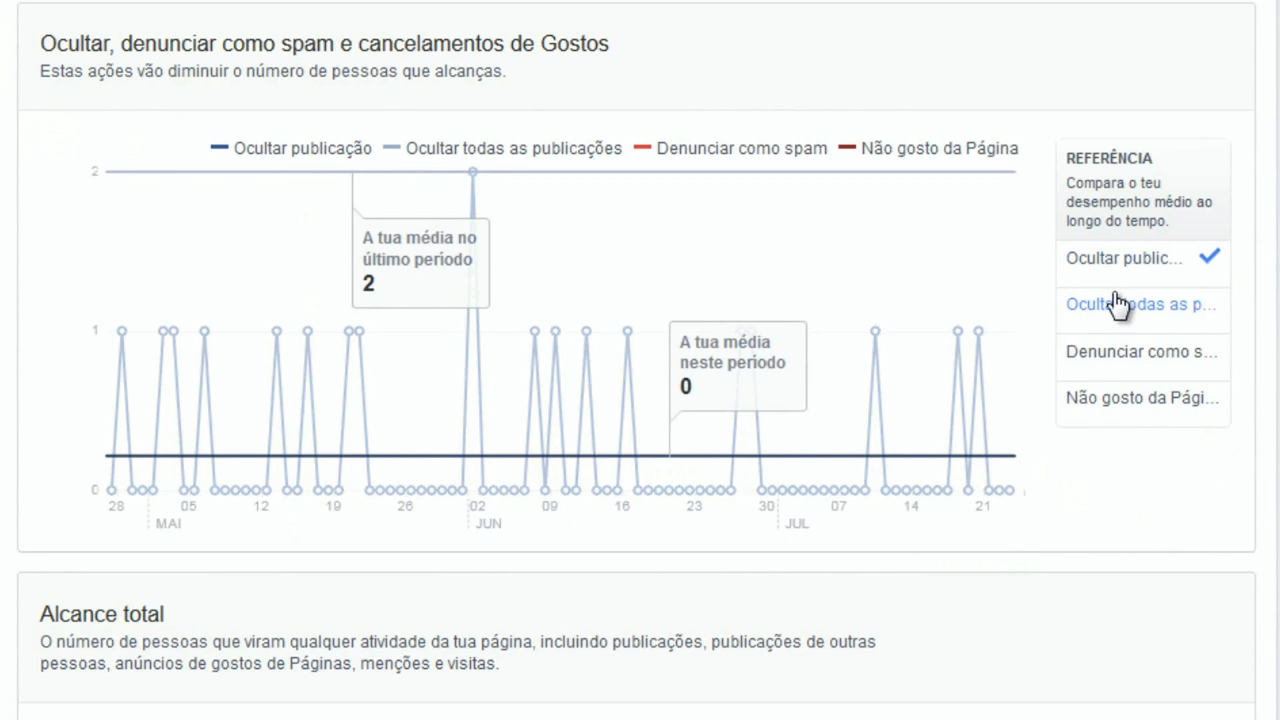 Ocultar, denunciar como spam e cancelamentos de Gostos
Estas ações vão diminuir o número de pessoas que alcanças.
Ocultar publicação Ocultar todas as publicações Denunciar como spam Não gosto da Página
REFERÊNCIA
Compara o teu
desempenho médio ao
longo do tempo.
Ocultar public...
todas as p...
Denunciar como s...
Não gosto da Pági...
2
A tua média no
último período
2
1
A tua média
neste período
0
0
28 05 12 19 26 02 09 16 23 30 07 14 21
MAI JUN JUL
Alcance total
O número de pessoas que viram qualquer atividade da tua página, incluindo publicações, publicações de outras
pessoas, anúncios de gostos de Páginas, menções e visitas.